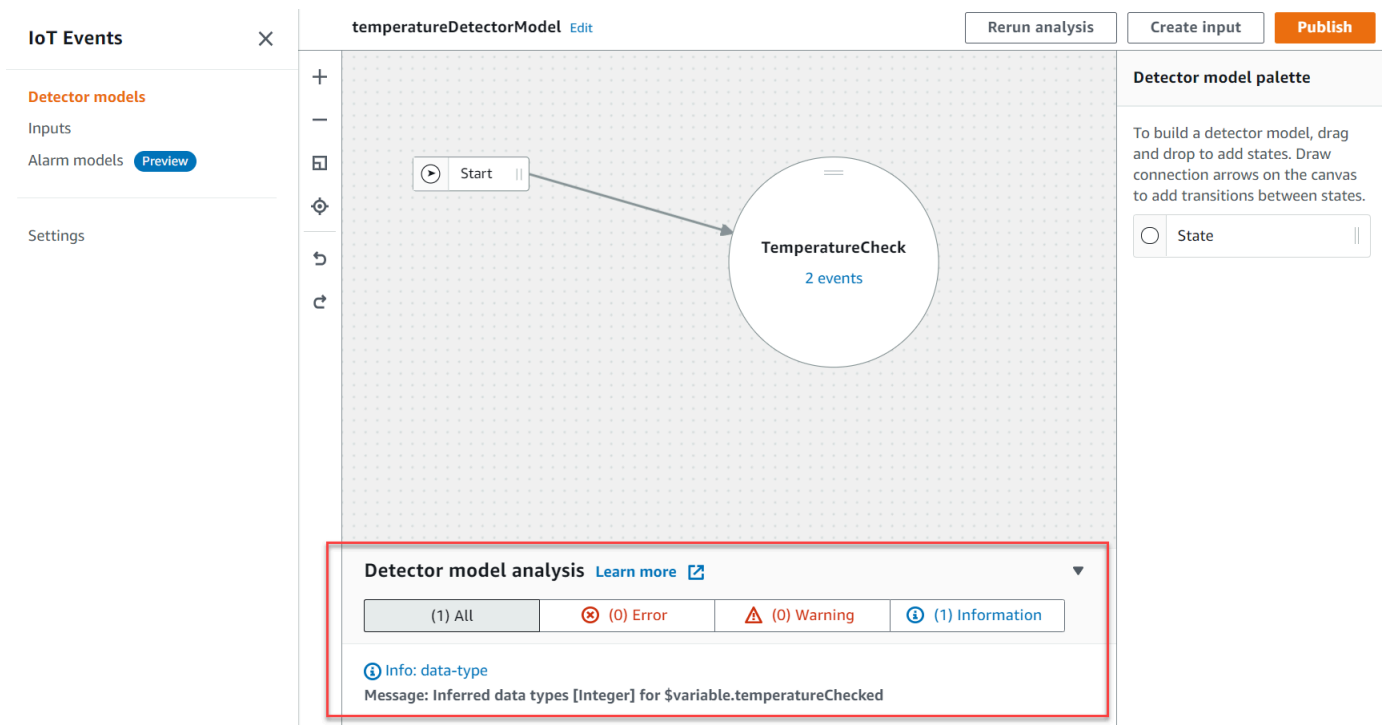 IoT Events
Detector models
Inputs
Alarm models Preview
Settings
temperatureDetectorModel Edit
Rerun analysis
Create input
Publish
Start
TemperatureCheck
2 events
Detector model palette
To build a detector model, drag
and drop to add states. Draw
connection arrows on the canvas
to add transitions between states.
State
Detector model analysis Learn more
(1) All
(0) Error
(0) Warning
(1) Information
Info: data-type
Message: Inferred data types [Integer] for $variable.temperatureChecked